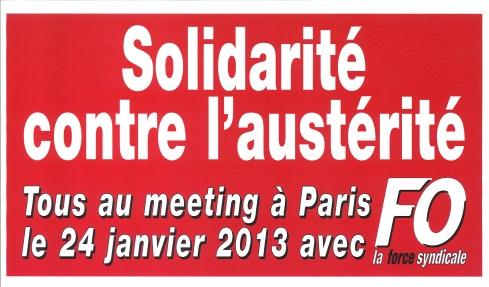 Solidarité
contre l'austérité
Tous au meeting à Paris
le 24 janvier 2013 avec FO
la force syndicale